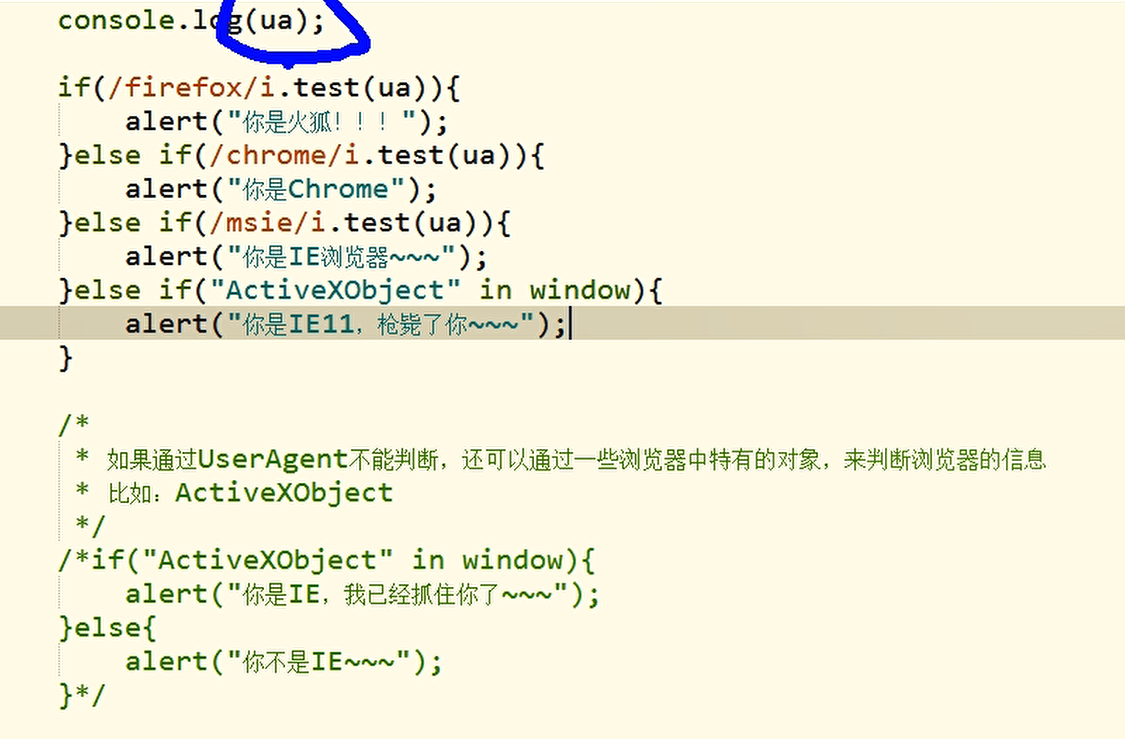 console.log(ua);
if(/firefox/i.test(ua)){
alert("你是火狐！！！");
}else if(/chrome/i.test(ua)){
alert("你是Chrome");
}else if(/msie/i.test(ua)){
alert("你是IE浏览器~~~");
}else if("ActiveXObject" in window){
alert("你是IE11，枪毙了你~~~");
}
/*
* 如果通过UserAgent不能判断，还可以通过一些浏览器中特有的对象，来判断浏览器的信息
* 比如：ActiveXObject
*/
/*if("ActiveXObject" in window){
alert("你是IE，我已经抓住你了~~~");
}else{
alert("你不是IE~~~");
}*/